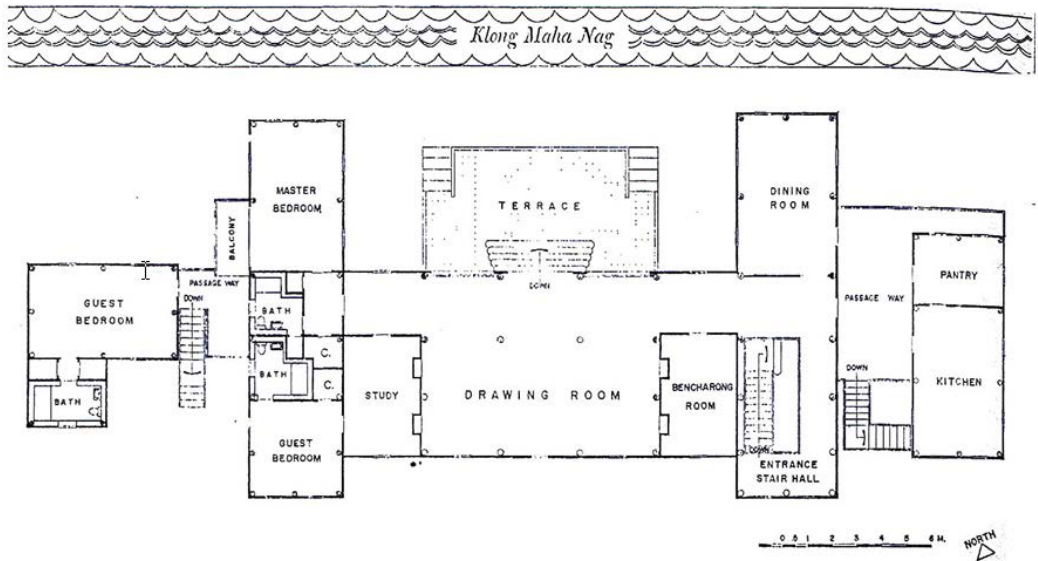 Klong Maha Nag
MASTER
BEDROOM
BALCONY
TERRACE
DOWN
DINING
ROOM
PASSAGE WAY
DOWN
GUEST
BEDROOM
BATH
BATH
BATH
C.
C.
STUDY
GUEST
BEDROOM
DRAWING ROOM
BENCHARONG
ROOM
DOWN
ENTRANCE
STAIR HALL
PASSAGE WAY
DOWN
PANTRY
KITCHEN
0 .5 1 2 3 4 5 6 M.
NORTH